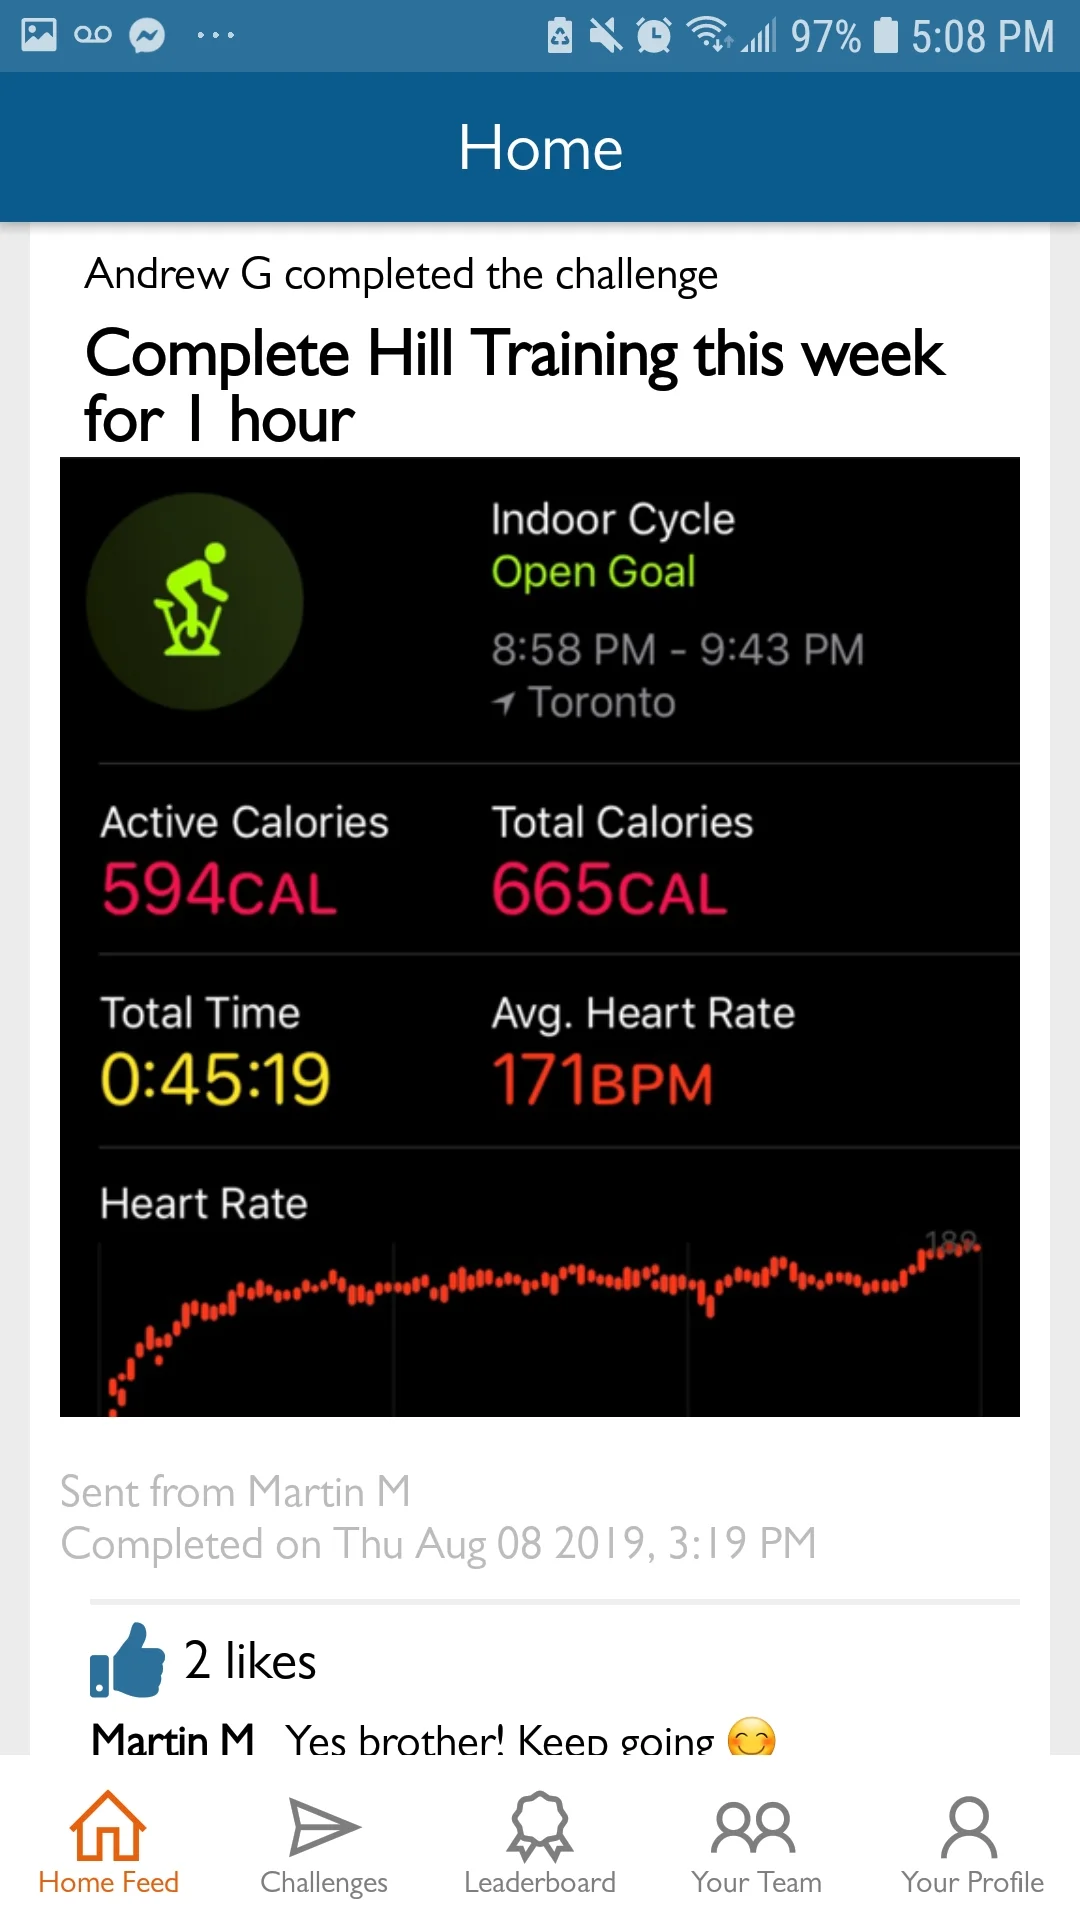 97% 5:08 PM
Home
Andrew G completed the challenge
Complete Hill Training this week
for 1 hour
Indoor Cycle
Open Goal
8:58 PM - 9:43 PM
Toronto
Active Calories Total Calories
594CAL 665CAL
Total Time Avg. Heart Rate
0:45:19 171BPM
Heart Rate
189
Sent from Martin M
Completed on Thu Aug 08 2019, 3:19 PM
2 likes
Martin M Yes brother! Keep going 😊
Home Feed Challenges Leaderboard Your Team Your Profile